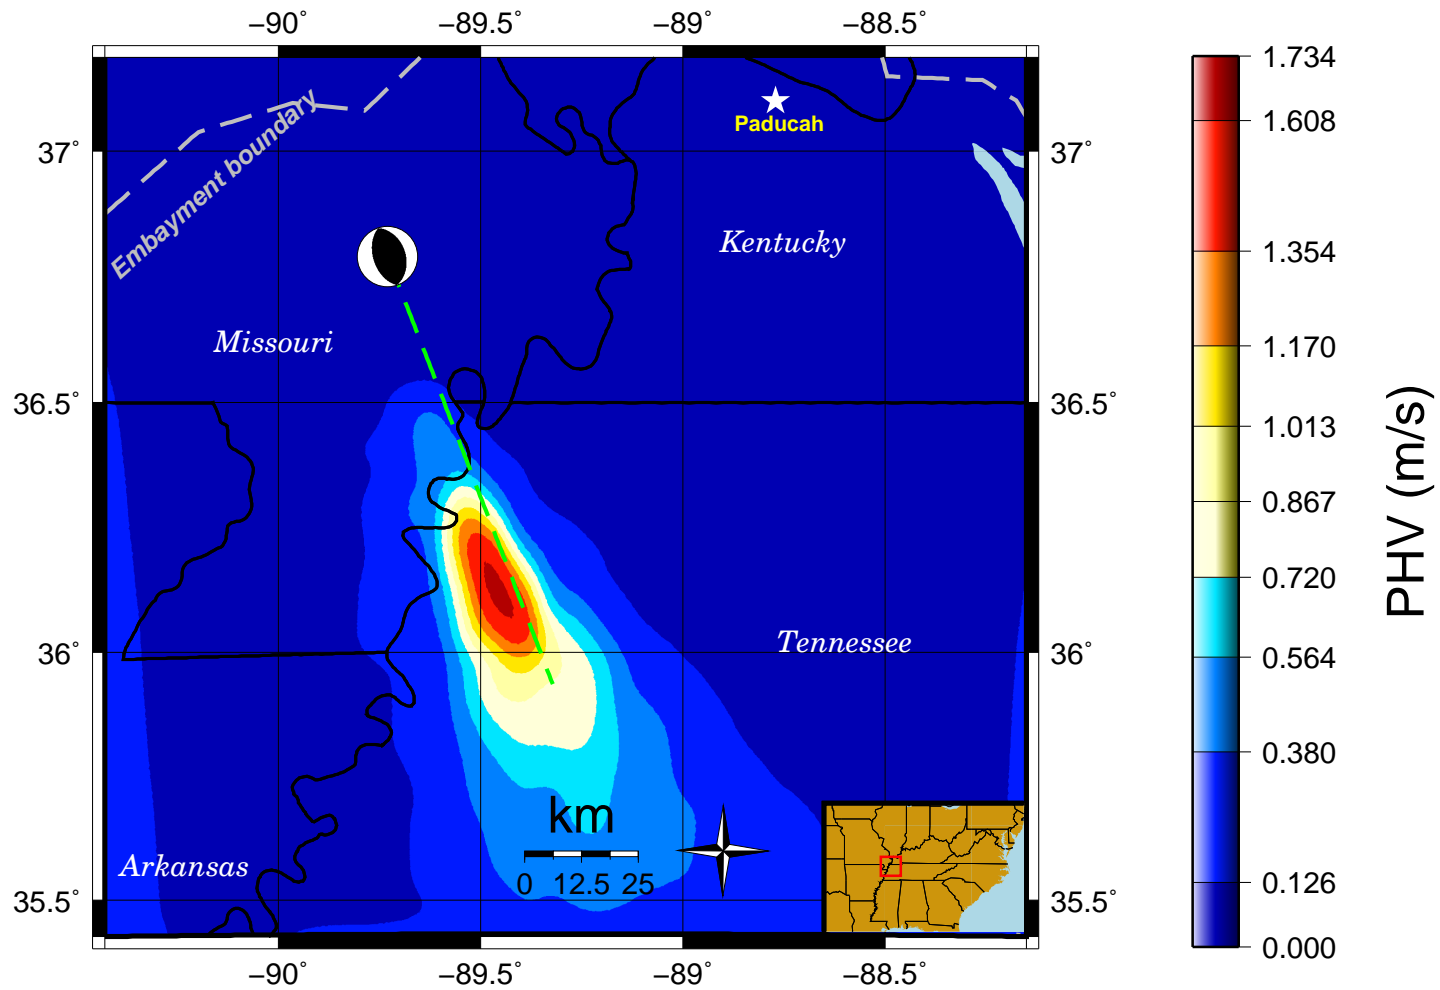 −90° −89.5° −89° −88.5°
Paducah
37° 37°
Embayment boundary
Kentucky
Missouri
36.5° 36.5°
Tennessee
36° 36°
km
0 12.5 25
Arkansas
35.5° 35.5°
−90° −89.5° −89° −88.5°
1.734
1.608
1.354
1.170
1.013
0.867
0.720
0.564
0.380
0.126
0.000
PHV (m/s)